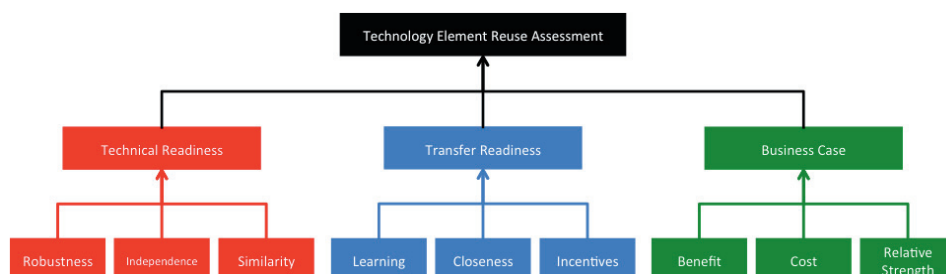 Technology Element Reuse Assessment
Technical Readiness
Transfer Readiness
Business Case
Robustness
Independence
Similarity
Learning
Closeness
Incentives
Benefit
Cost
Relative
Strength